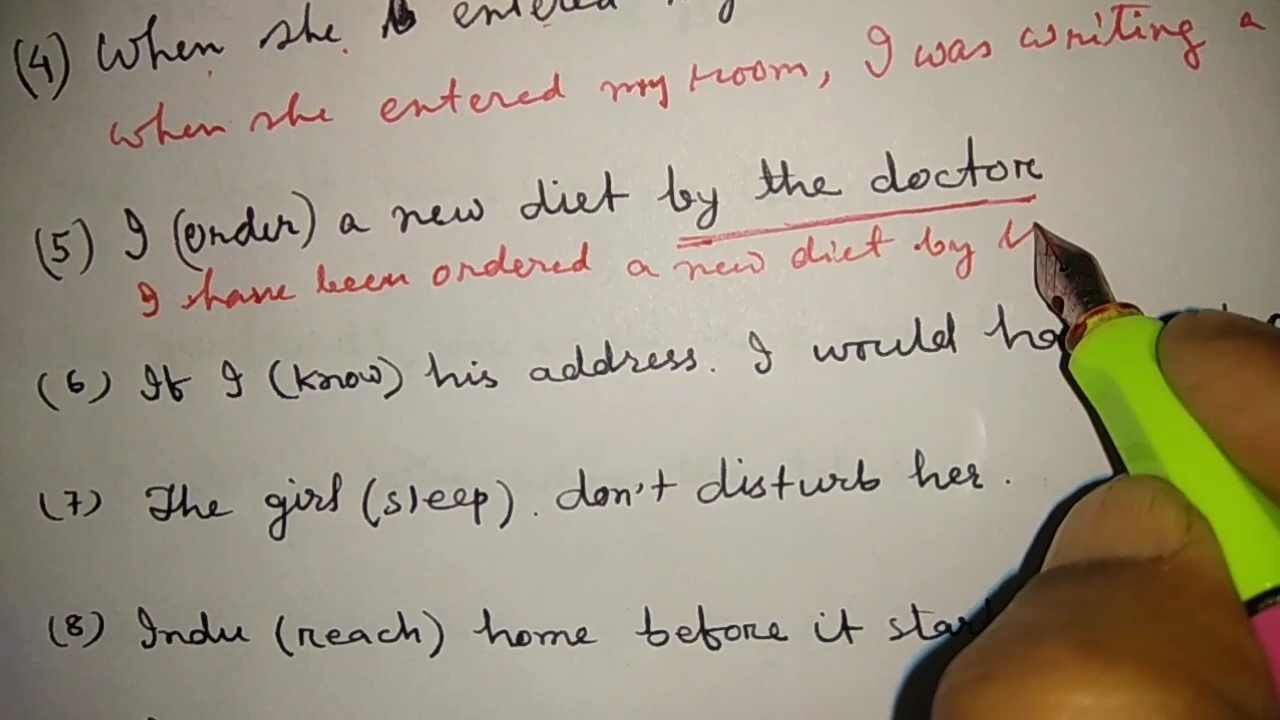 (4) When she entered
when she entered my room, I was writing a
(5) I (order) a new diet by the doctor
I have been ordered a new diet by
(6) If I (know) his address. I would
(7) The girl (sleep). don't disturb her.
(8) Indu (reach) home before it